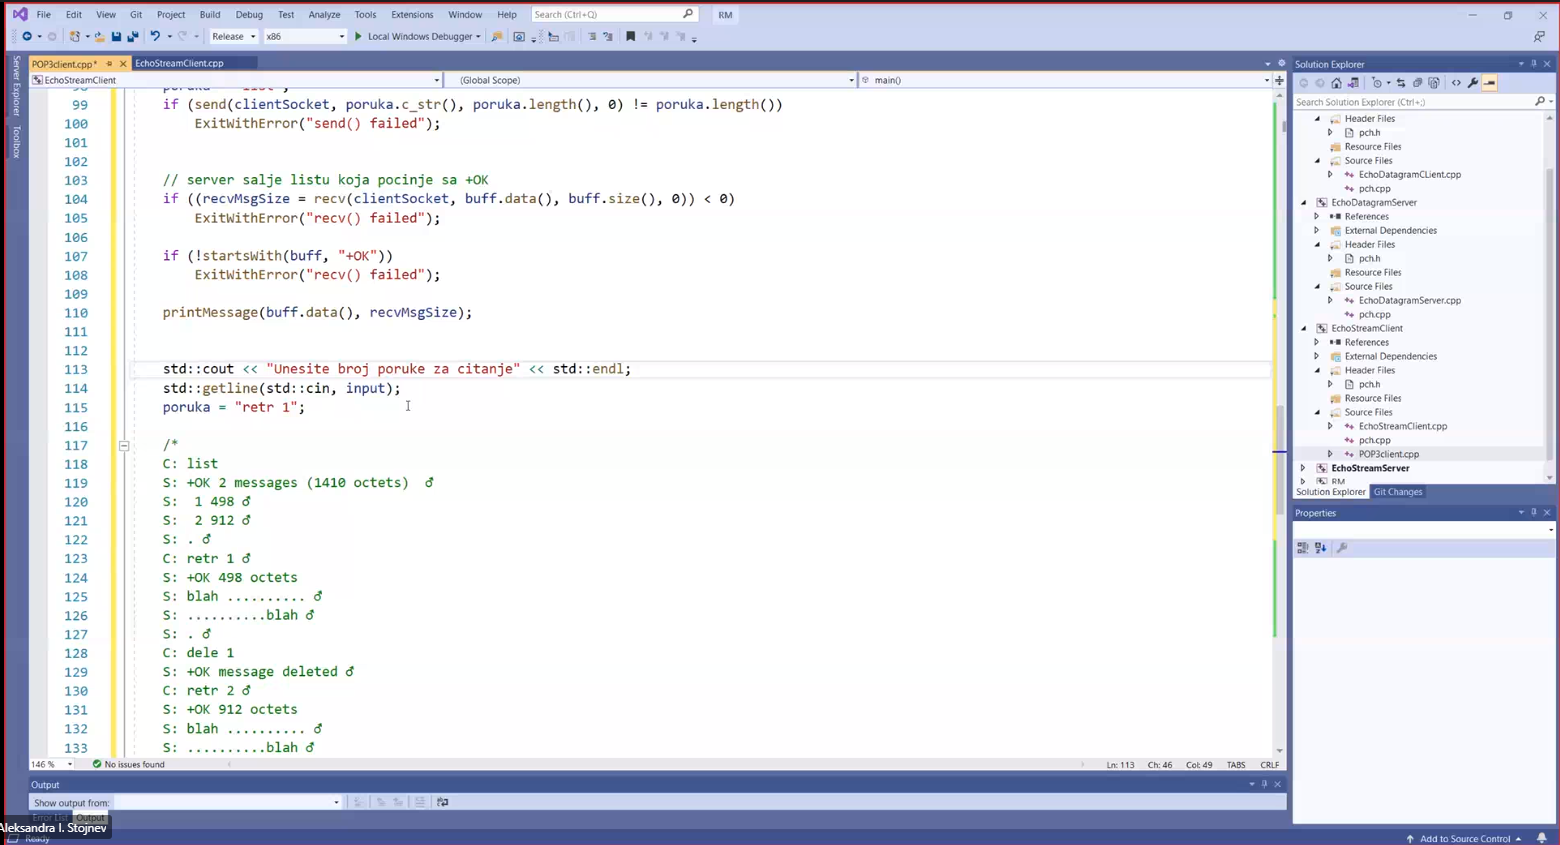 File Edit View Git Project Build Debug Test Analyze Tools Extensions Window Help Search (Ctrl+Q) RM
Release x86 Local Windows Debugger
POP3client.cpp* EchoStreamClient.cpp
EchoStreamClient (Global Scope) main()
Server Explorer
Toolbox
99 if (send(clientSocket, poruka.c_str(), poruka.length(), 0) != poruka.length())
100 ExitWithError("send() failed");
101
102
103 // server salje listu koja pocinje sa +OK
104 if ((recvMsgSize = recv(clientSocket, buff.data(), buff.size(), 0)) < 0)
105 ExitWithError("recv() failed");
106
107 if (!startsWith(buff, "+OK"))
108 ExitWithError("recv() failed");
109
110 printMessage(buff.data(), recvMsgSize);
111
112
113 std::cout << "Unesite broj poruke za citanje" << std::endl;
114 std::getline(std::cin, input);
115 poruka = "retr 1";
116
117 /*
118 C: list
119 S: +OK 2 messages (1410 octets) ♂
120 S: 1 498 ♂
121 S: 2 912 ♂
122 S: . ♂
123 C: retr 1 ♂
124 S: +OK 498 octets
125 S: blah .......... ♂
126 S: ..........blah ♂
127 S: . ♂
128 C: dele 1
129 S: +OK message deleted ♂
130 C: retr 2 ♂
131 S: +OK 912 octets
132 S: blah .......... ♂
133 S: ..........blah ♂
146 % No issues found Ln: 113 Ch: 46 Col: 49 TABS CRLF
Output
Show output from:
Error List Output
Aleksandra I. Stojnev
Ready Add to Source Control
Solution Explorer
Search Solution Explorer (Ctrl+;)
Header Files
pch.h
Resource Files
Source Files
EchoDatagramCLient.cpp
pch.cpp
EchoDatagramServer
References
External Dependencies
Header Files
pch.h
Resource Files
Source Files
EchoDatagramServer.cpp
pch.cpp
EchoStreamClient
References
External Dependencies
Header Files
pch.h
Resource Files
Source Files
EchoStreamClient.cpp
pch.cpp
POP3client.cpp
EchoStreamServer
RM
Solution Explorer Git Changes
Properties